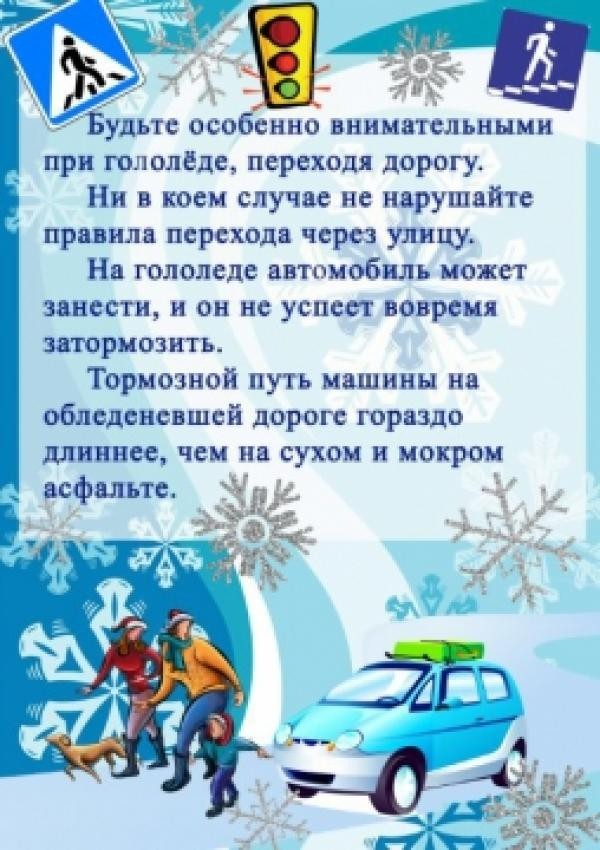 Будьте особенно внимательными
при гололёде, переходя дорогу.
Ни в коем случае не нарушайте
правила перехода через улицу.
На гололеде автомобиль может
занести, и он не успеет вовремя
затормозить.
Тормозной путь машины на
обледеневшей дороге гораздо
длиннее, чем на сухом и мокром
асфальте.